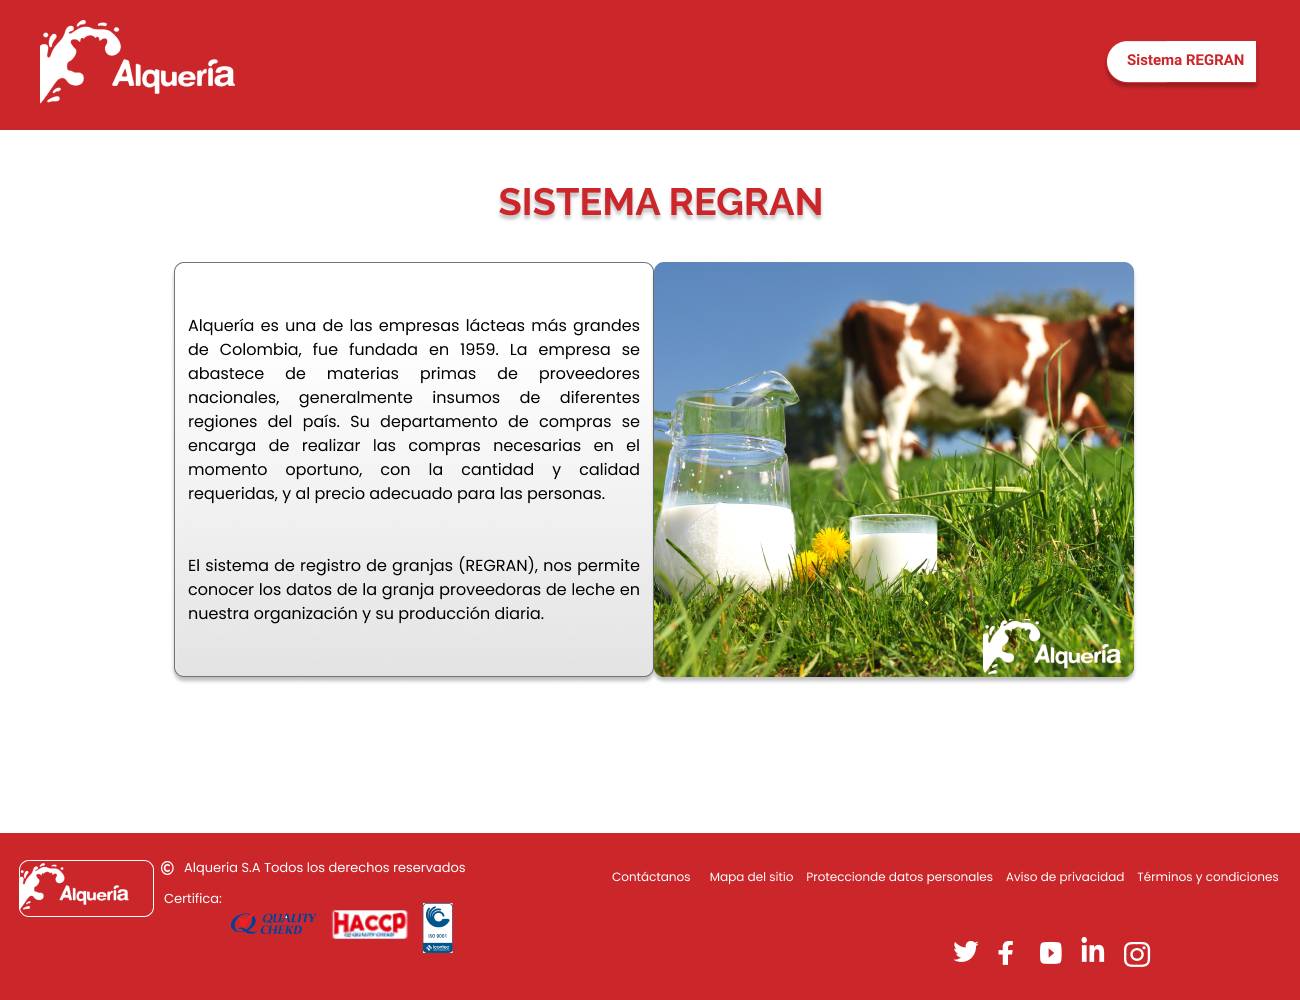 Alquería
Sistema REGRAN
SISTEMA REGRAN
Alquería es una de las empresas lácteas más grandes
de Colombia, fue fundada en 1959. La empresa se
abastece de materias primas de proveedores
nacionales, generalmente insumos de diferentes
regiones del país. Su departamento de compras se
encarga de realizar las compras necesarias en el
momento oportuno, con la cantidad y calidad
requeridas, y al precio adecuado para las personas.
El sistema de registro de granjas (REGRAN), nos permite
conocer los datos de la granja proveedoras de leche en
nuestra organización y su producción diaria.
Alquería
Alquería
© Alqueria S.A Todos los derechos reservados
Certifica:
QUALITY
CHEKD
HACCP
QUALITY CHEKD
ISO 9001
icontec
Contáctanos Mapa del sitio Proteccionde datos personales Aviso de privacidad Términos y condiciones